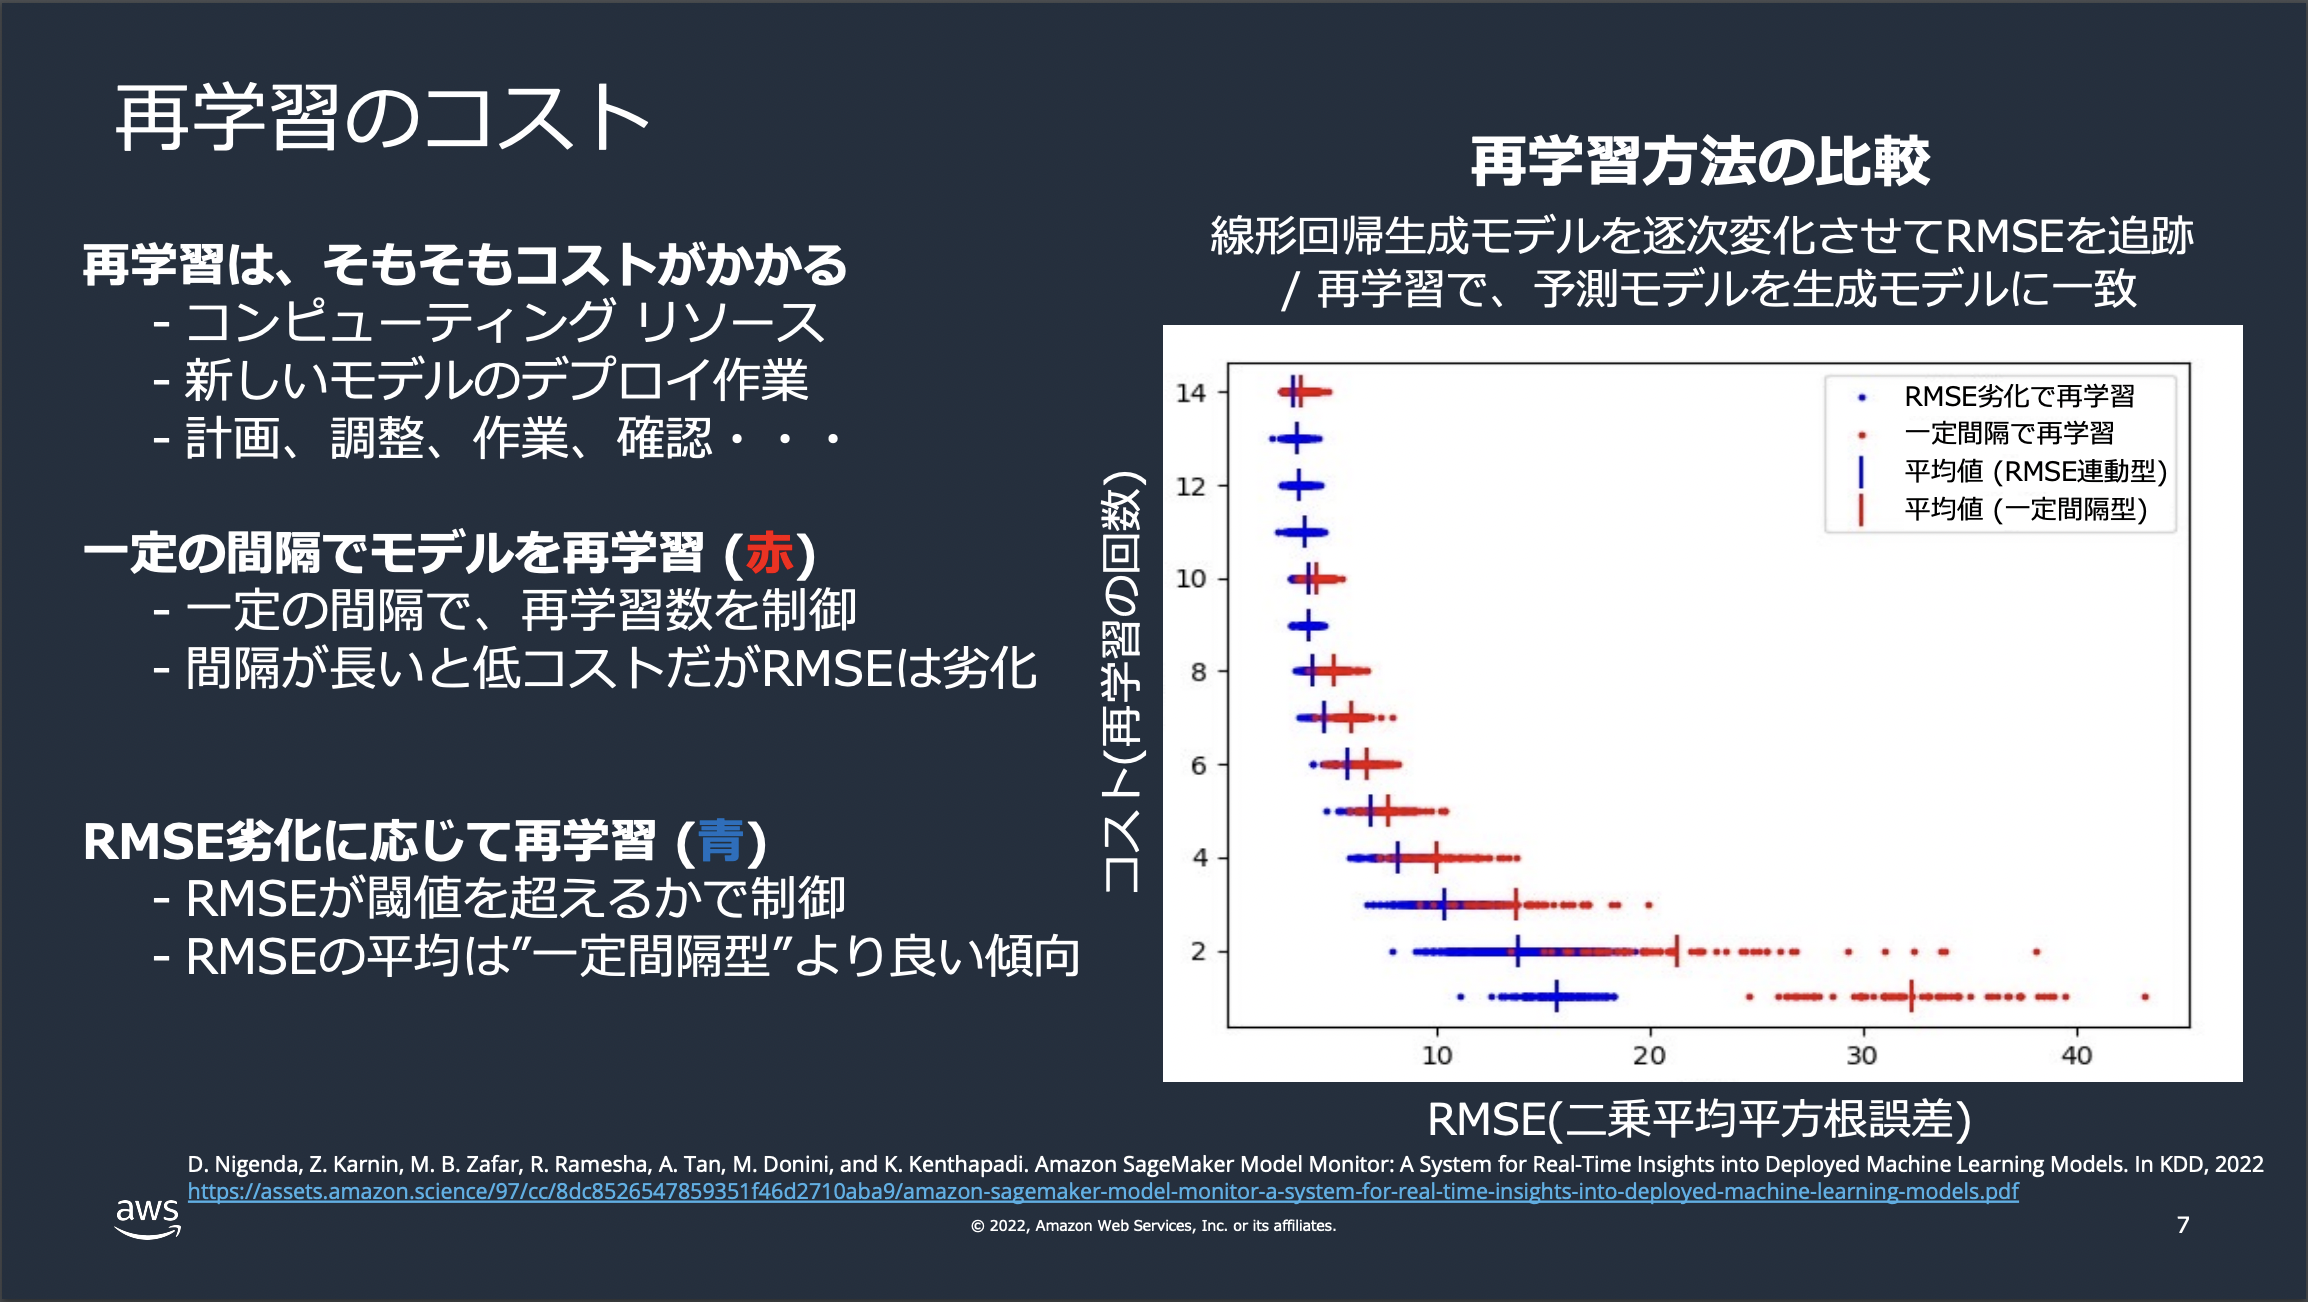 再学習のコスト
再学習は、そもそもコストがかかる
- コンピューティング リソース
- 新しいモデルのデプロイ作業
- 計画、調整、作業、確認・・・
一定の間隔でモデルを再学習 (赤)
- 一定の間隔で、再学習数を制御
- 間隔が長いと低コストだがRMSEは劣化
RMSE劣化に応じて再学習 (青)
- RMSEが閾値を超えるかで制御
- RMSEの平均は”一定間隔型”より良い傾向
再学習方法の比較
線形回帰生成モデルを逐次変化させてRMSEを追跡
/ 再学習で、予測モデルを生成モデルに一致
コスト(再学習の回数)
14
12
10
8
6
4
2
RMSE劣化で再学習
一定間隔で再学習
平均値 (RMSE連動型)
平均値 (一定間隔型)
10 20 30 40
RMSE(二乗平均平方根誤差)
D. Nigenda, Z. Karnin, M. B. Zafar, R. Ramesha, A. Tan, M. Donini, and K. Kenthapadi. Amazon SageMaker Model Monitor: A System for Real-Time Insights into Deployed Machine Learning Models. In KDD, 2022
https://assets.amazon.science/97/cc/8dc8526547859351f46d2710aba9/amazon-sagemaker-model-monitor-a-system-for-real-time-insights-into-deployed-machine-learning-models.pdf
aws
© 2022, Amazon Web Services, Inc. or its affiliates.
7